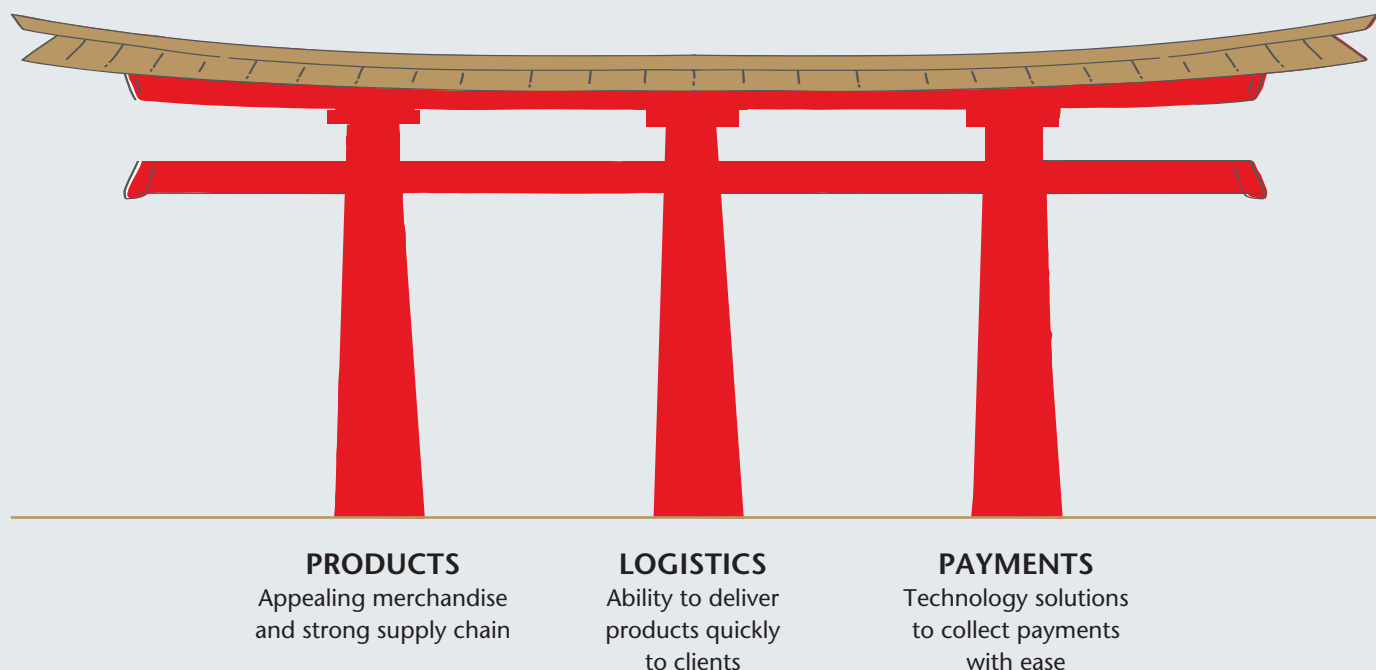 PRODUCTS
Appealing merchandise
and strong supply chain
LOGISTICS
Ability to deliver
products quickly
to clients
PAYMENTS
Technology solutions
to collect payments
with ease